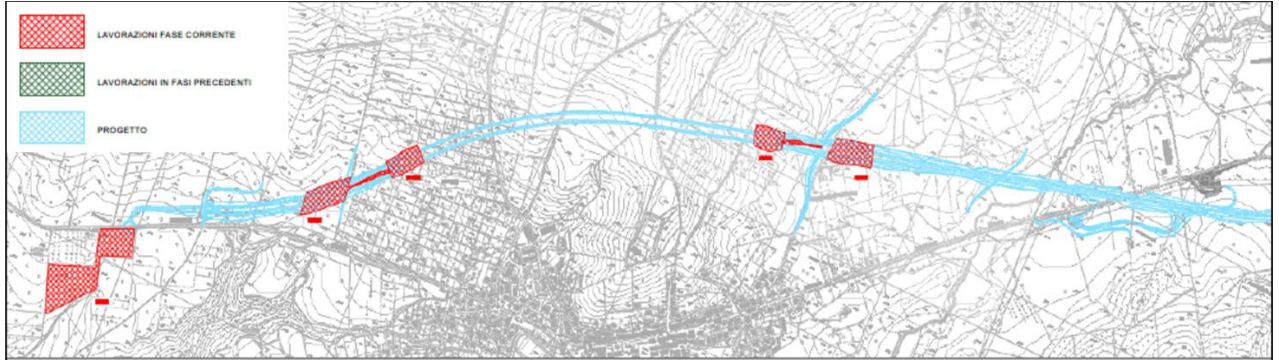 LAVORAZIONI FASE CORRENTE
LAVORAZIONI IN FASI PRECEDENTI
PROGETTO